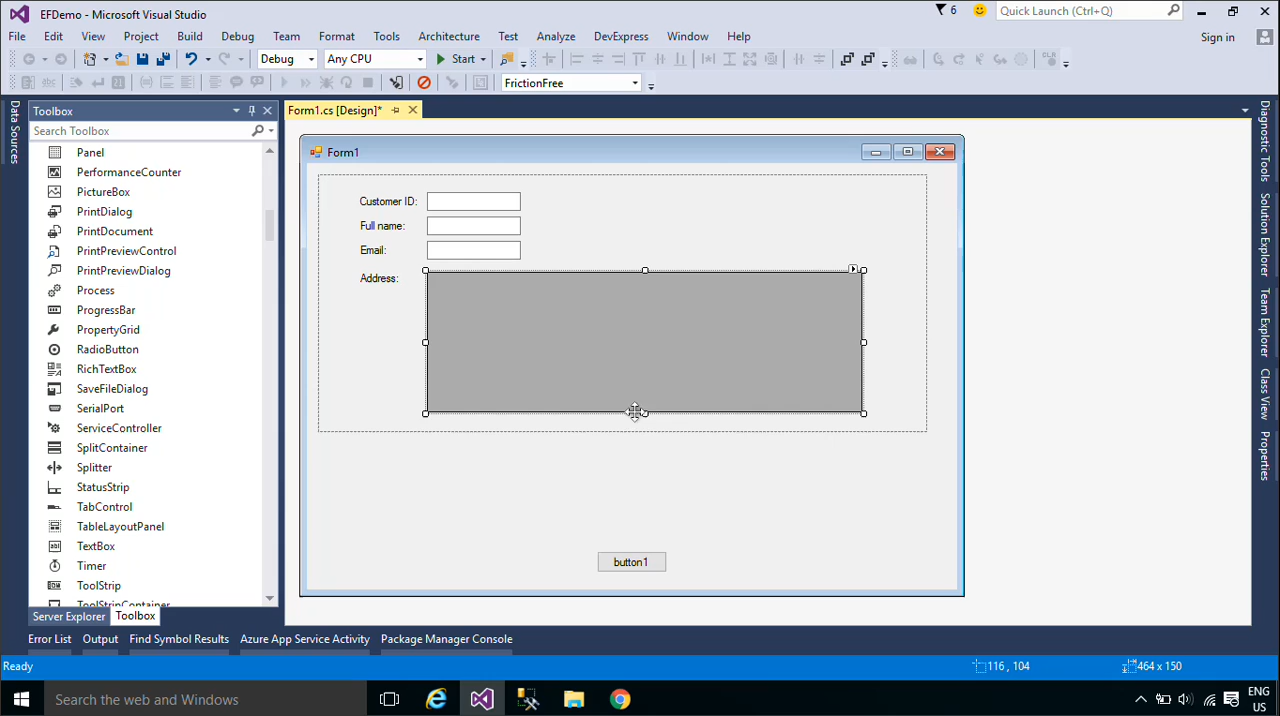 EFDemo - Microsoft Visual Studio
6
Quick Launch (Ctrl+Q)
File Edit View Project Build Debug Team Format Tools Architecture Test Analyze DevExpress Window Help
Sign in
Debug Any CPU Start
FrictionFree
Data Sources
Toolbox
Search Toolbox
Panel
PerformanceCounter
PictureBox
PrintDialog
PrintDocument
PrintPreviewControl
PrintPreviewDialog
Process
ProgressBar
PropertyGrid
RadioButton
RichTextBox
SaveFileDialog
SerialPort
ServiceController
SplitContainer
Splitter
StatusStrip
TabControl
TableLayoutPanel
TextBox
Timer
ToolStrip
ToolStripContainer
Server Explorer Toolbox
Form1.cs [Design]*
Form1
Customer ID:
Full name:
Email:
Address:
button1
Diagnostic Tools
Solution Explorer
Team Explorer
Class View
Properties
Error List Output Find Symbol Results Azure App Service Activity Package Manager Console
Ready
116 , 104
464 x 150
Search the web and Windows
ENG
US